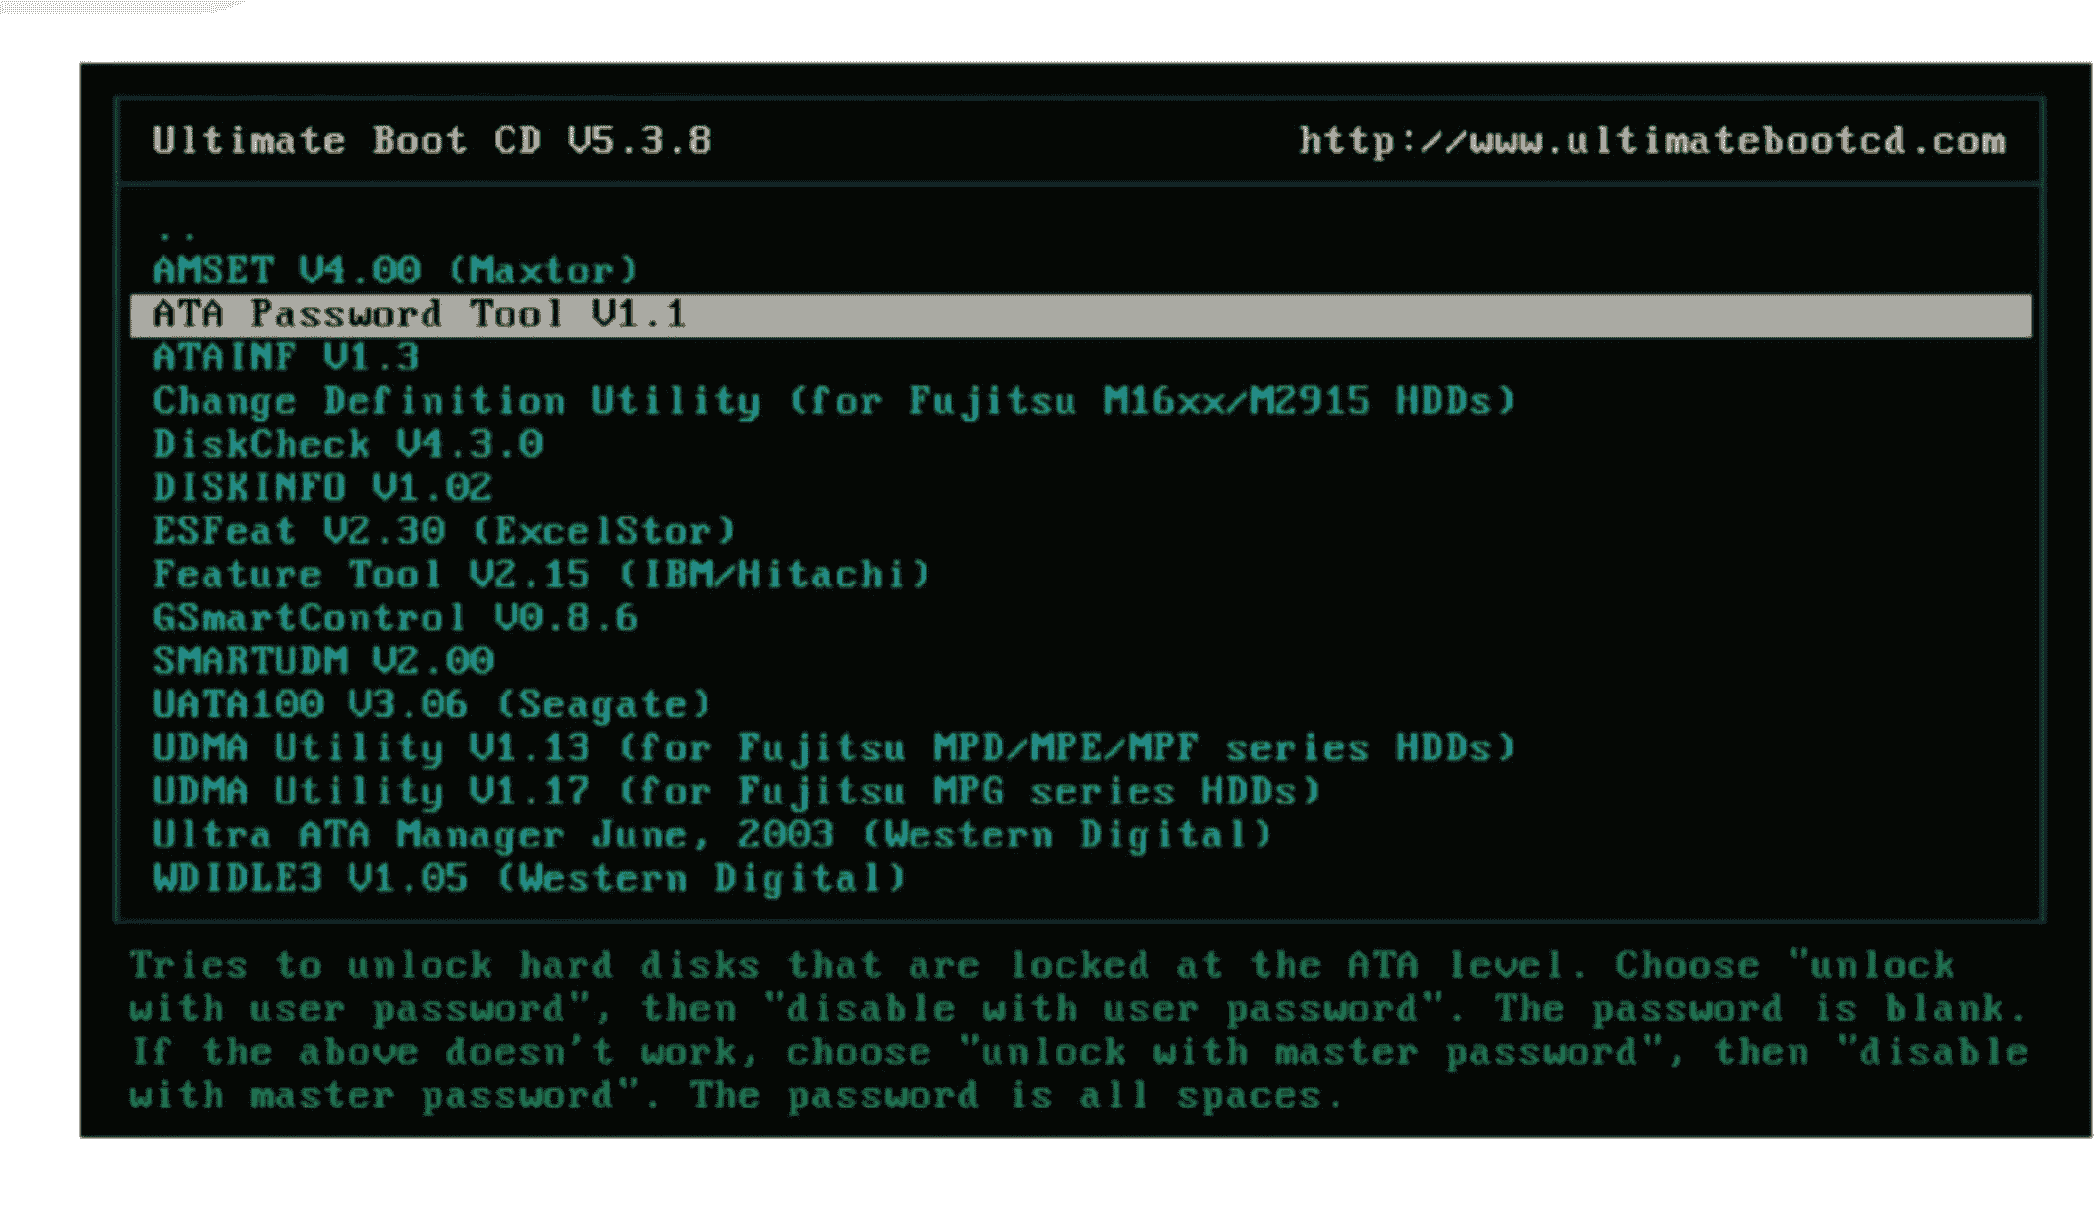 Ultimate Boot CD V5.3.8 http://www.ultimatebootcd.com
..
AMSET V4.00 (Maxtor)
ATA Password Tool V1.1
ATAINF V1.3
Change Definition Utility (for Fujitsu M16xx/M2915 HDDs)
DiskCheck V4.3.0
DISKINFO V1.02
ESFeat V2.30 (ExcelStor)
Feature Tool V2.15 (IBM/Hitachi)
GSmartControl V0.8.6
SMARTUDM V2.00
UATA100 V3.06 (Seagate)
UDMA Utility V1.13 (for Fujitsu MPD/MPE/MPF series HDDs)
UDMA Utility V1.17 (for Fujitsu MPG series HDDs)
Ultra ATA Manager June, 2003 (Western Digital)
WDIDLE3 V1.05 (Western Digital)
Tries to unlock hard disks that are locked at the ATA level. Choose "unlock
with user password", then "disable with user password". The password is blank.
If the above doesn't work, choose "unlock with master password", then "disable
with master password". The password is all spaces.